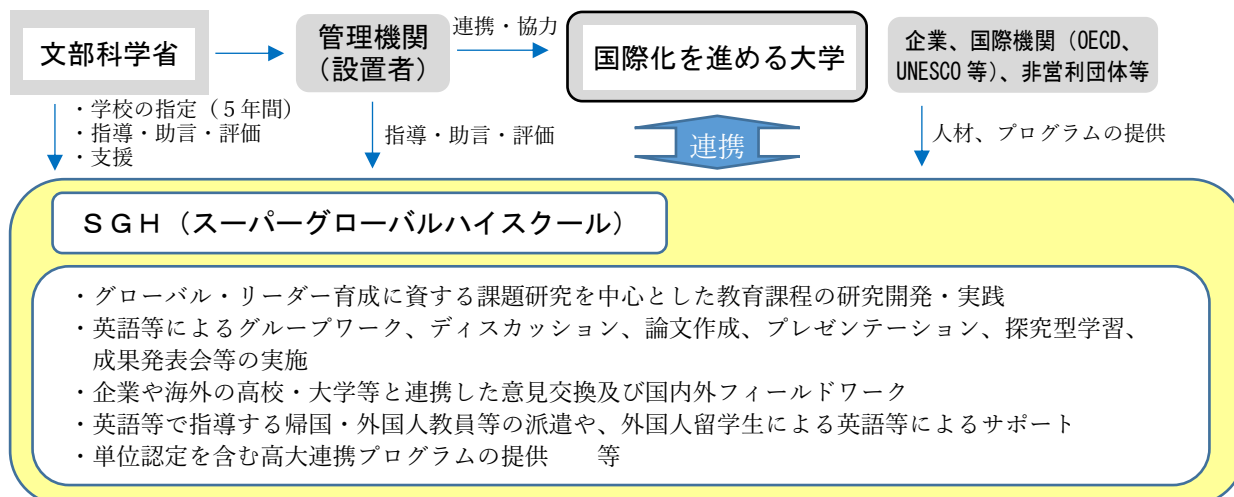 文部科学省
管理機関
（設置者）
連携・協力
国際化を進める大学
企業、国際機関（OECD、
UNESCO 等）、非営利団体等
・学校の指定（５年間）
・指導・助言・評価
・支援
指導・助言・評価
連携
人材、プログラムの提供
ＳＧＨ（スーパーグローバルハイスクール）
・グローバル・リーダー育成に資する課題研究を中心とした教育課程の研究開発・実践
・英語等によるグループワーク、ディスカッション、論文作成、プレゼンテーション、探究型学習、
成果発表会等の実施
・企業や海外の高校・大学等と連携した意見交換及び国内外フィールドワーク
・英語等で指導する帰国・外国人教員等の派遣や、外国人留学生による英語等によるサポート
・単位認定を含む高大連携プログラムの提供　　等